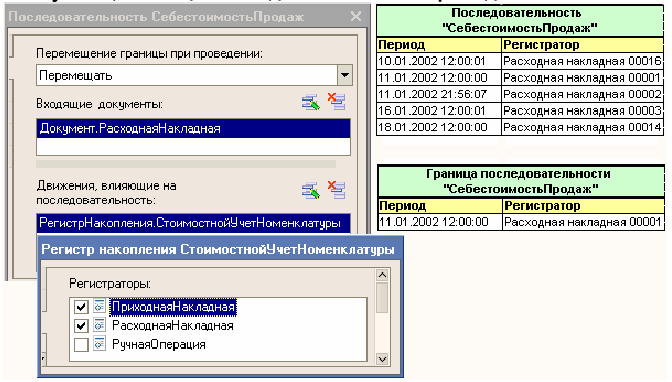 Последовательность СебестоимостьПродаж
Перемещение границы при проведении:
Перемещать
Входящие документы:
Документ.РасходнаяНакладная
Движения, влияющие на
последовательность:
РегистрНакопления.СтоимостнойУчетНоменклатуры
Регистр накопления СтоимостнойУчетНоменклатуры
Регистраторы:
ПриходнаяНакладная
РасходнаяНакладная
РучнаяОперация
Последовательность
"СебестоимостьПродаж"
Период Регистратор
10.01.2002 12:00:01 Расходная накладная 00016
11.01.2002 12:00:00 Расходная накладная 00001
11.01.2002 21:56:07 Расходная накладная 00002
16.01.2002 12:00:01 Расходная накладная 00003
18.01.2002 12:00:00 Расходная накладная 00014
Граница последовательности
"СебестоимостьПродаж"
Период Регистратор
11.01.2002 12:00:00 Расходная накладная 00001